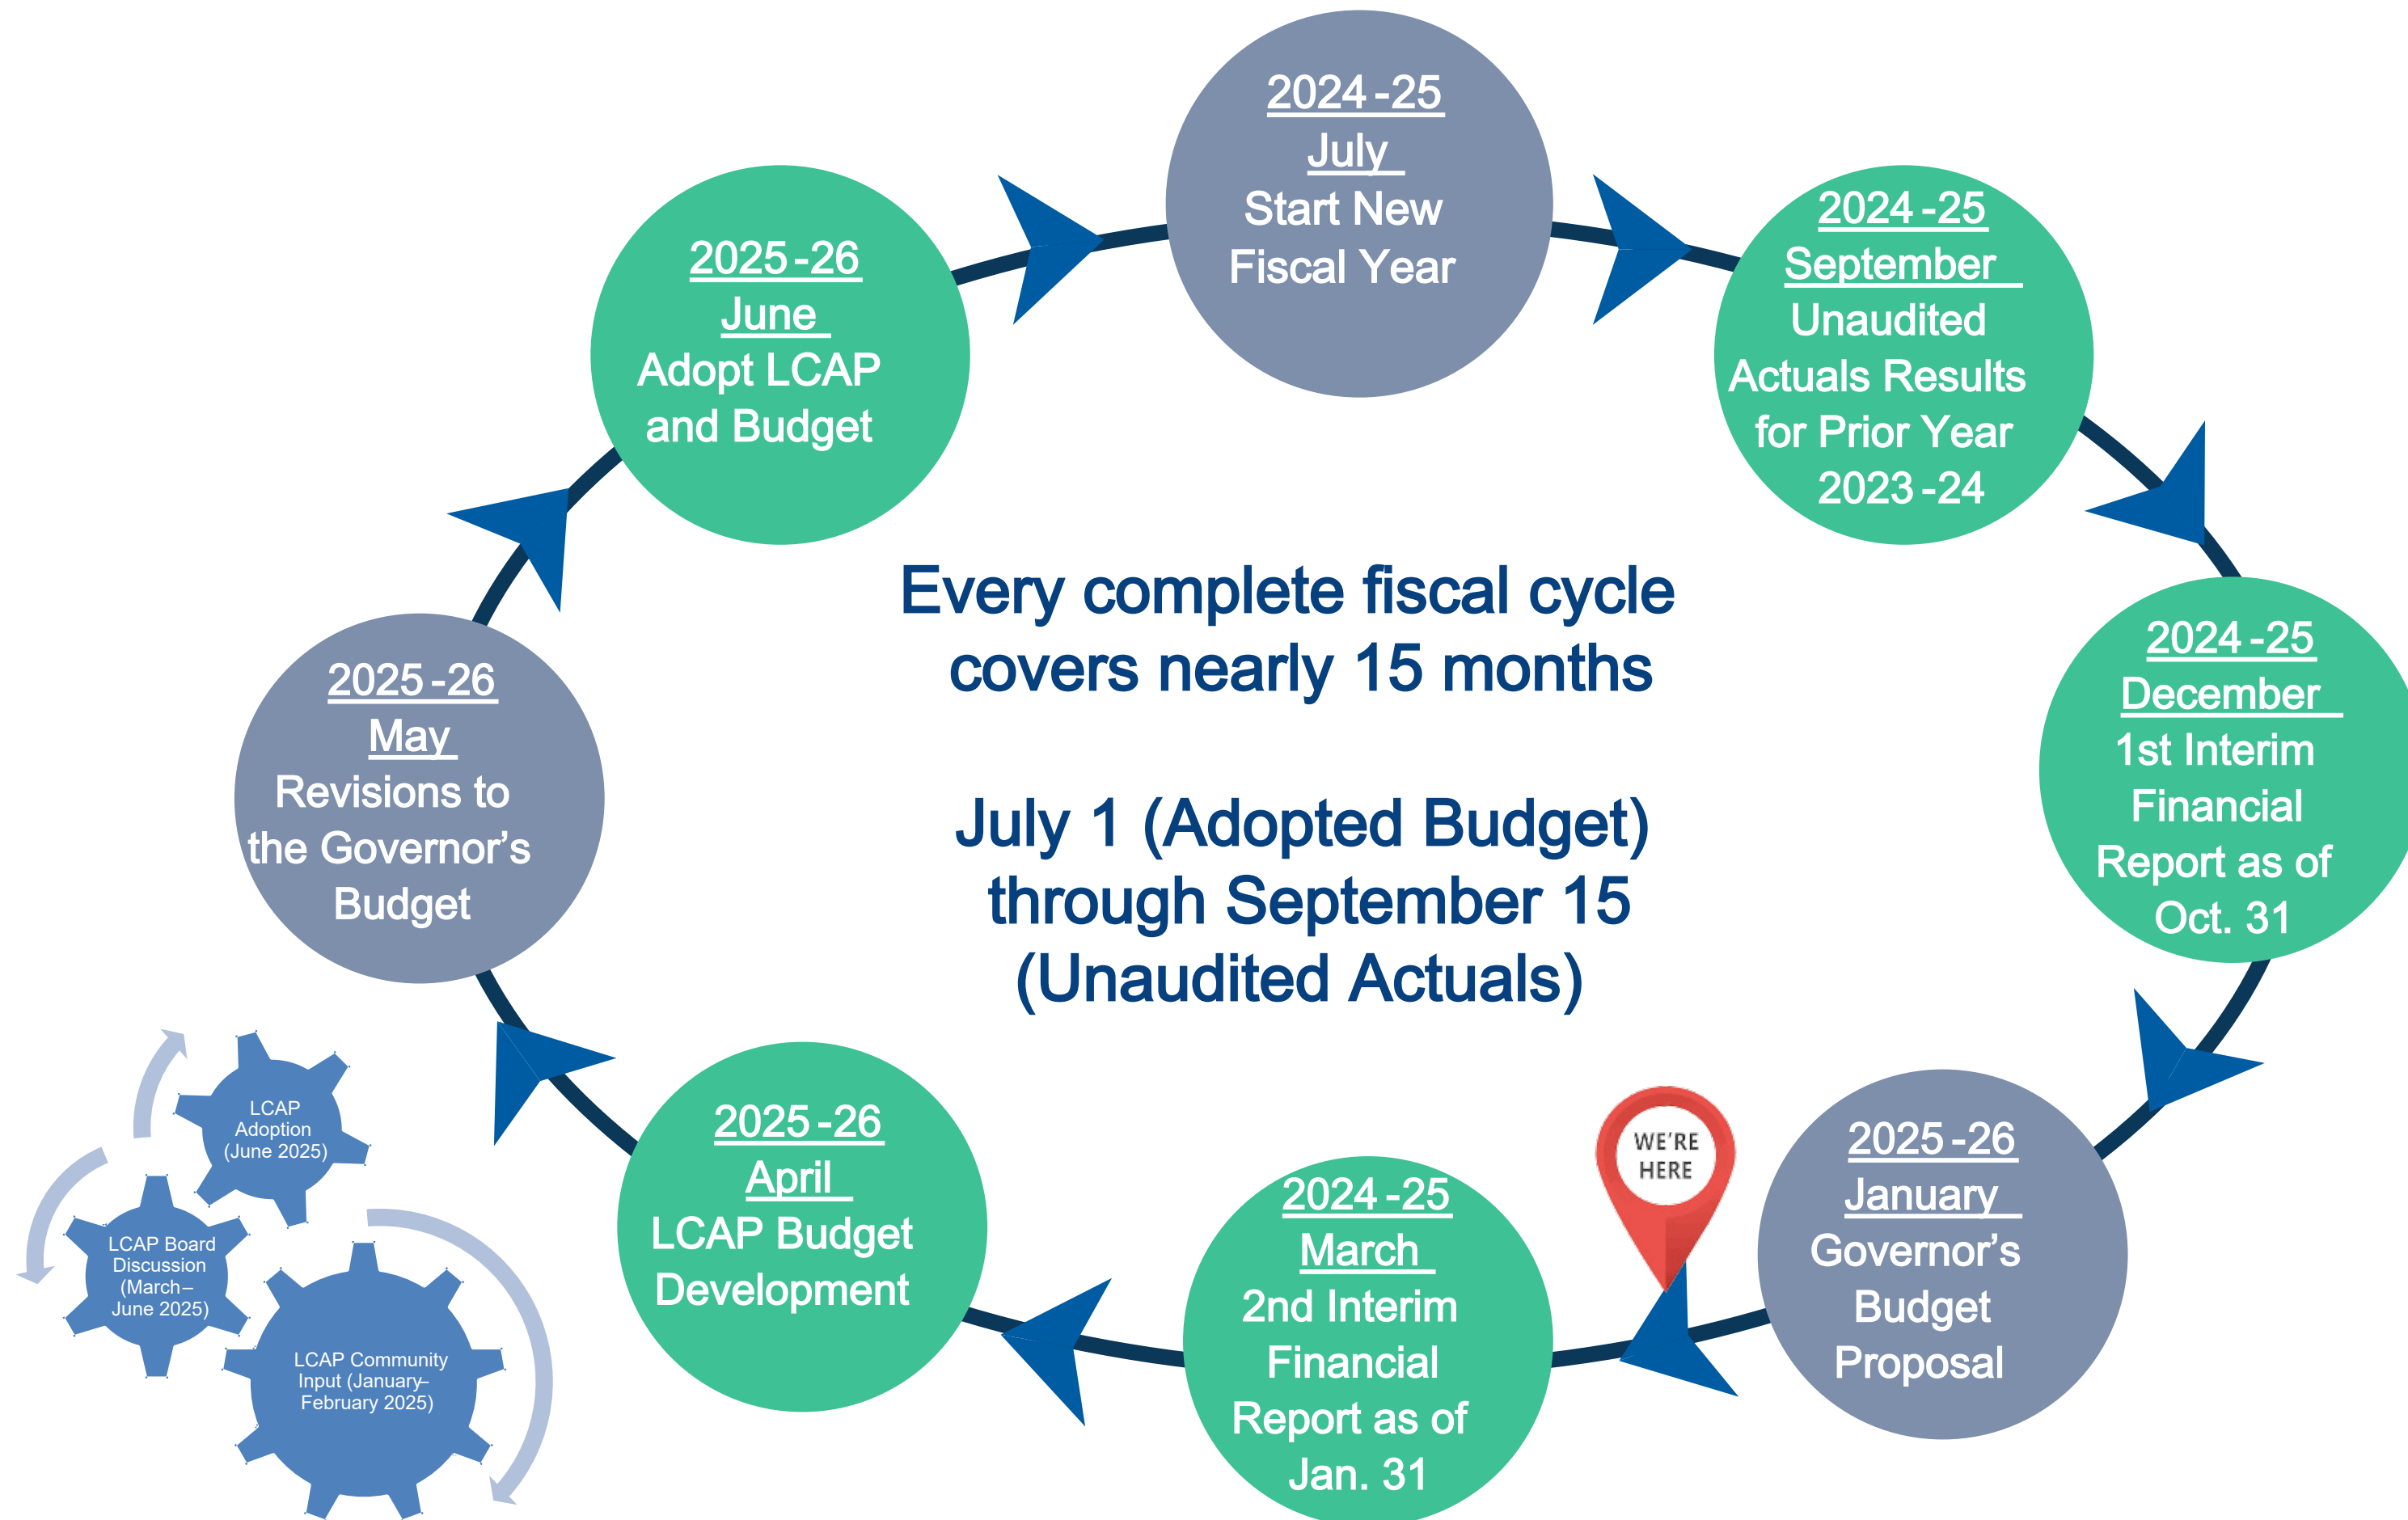 2024-25
July
Start New
Fiscal Year
2024-25
September
Unaudited
Actuals Results
for Prior Year
2023-24
2024-25
December
1st Interim
Financial
Report as of
Oct. 31
2025-26
January
Governor’s
Budget
Proposal
WE’RE
HERE
2024-25
March
2nd Interim
Financial
Report as of
Jan. 31
2025-26
April
LCAP Budget
Development
2025-26
May
Revisions to
the Governor’s
Budget
2025-26
June
Adopt LCAP
and Budget
Every complete fiscal cycle
covers nearly 15 months
July 1 (Adopted Budget)
through September 15
(Unaudited Actuals)
LCAP
Adoption
(June 2025)
LCAP Board
Discussion
(March–
June 2025)
LCAP Community
Input (January–
February 2025)